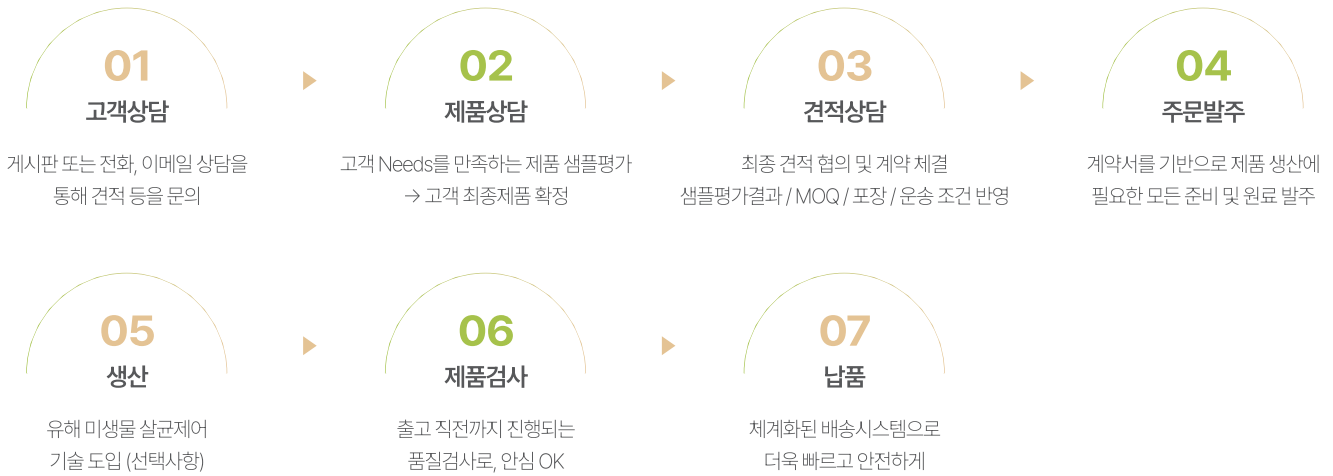 01
고객상담
게시판 또는 전화, 이메일 상담을
통해 견적 등을 문의
02
제품상담
고객 Needs를 만족하는 제품 샘플평가
→ 고객 최종제품 확정
03
견적상담
최종 견적 협의 및 계약 체결
샘플평가결과 / MOQ / 포장 / 운송 조건 반영
04
주문발주
계약서를 기반으로 제품 생산에
필요한 모든 준비 및 원료 발주
05
생산
유해 미생물 살균제어
기술 도입 (선택사항)
06
제품검사
출고 직전까지 진행되는
품질검사로, 안심 OK
07
납품
체계화된 배송시스템으로
더욱 빠르고 안전하게